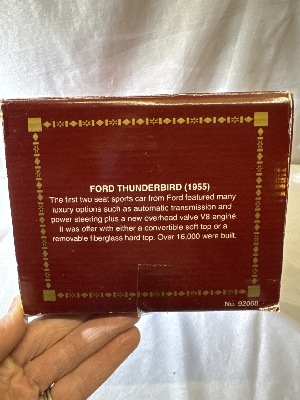 FORD THUNDERBIRD (1955)
The first two seat sports car from Ford featured many
luxury options such as automatic transmission and
power steering plus a new overhead valve V8 engine.
It was offer with either a convertible soft top or a
removable fiberglass hard top. Over 16,000 were built.
No. 92068